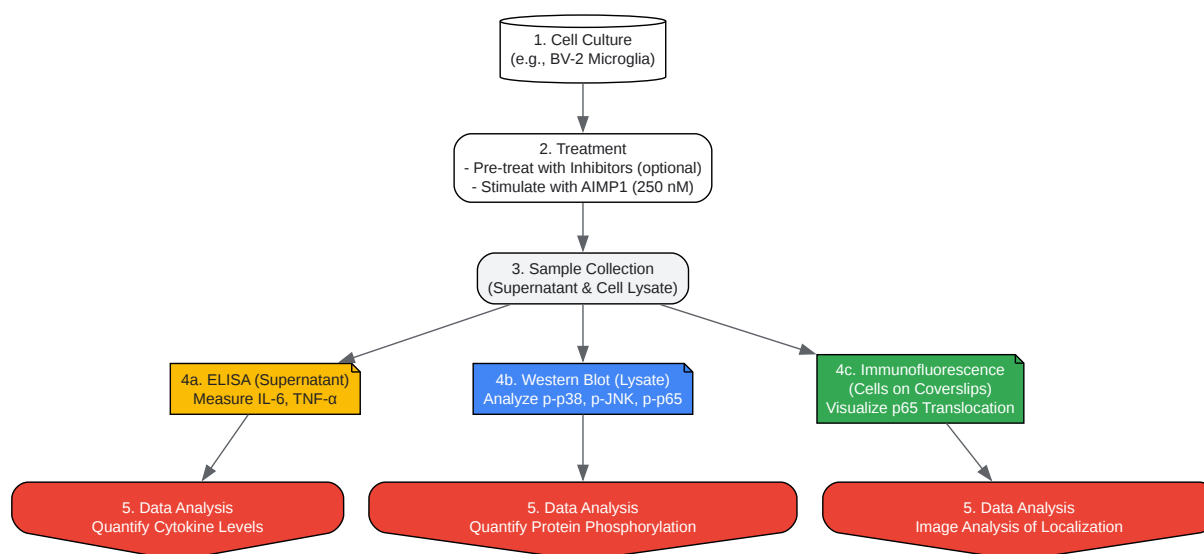 1. Cell Culture
(e.g., BV-2 Microglia)
2. Treatment
- Pre-treat with Inhibitors (optional)
- Stimulate with AIMP1 (250 nM)
3. Sample Collection
(Supernatant & Cell Lysate)
4a. ELISA (Supernatant)
Measure IL-6, TNF-α
4b. Western Blot (Lysate)
Analyze p-p38, p-JNK, p-p65
4c. Immunofluorescence
(Cells on Coverslips)
Visualize p65 Translocation
5. Data Analysis
Quantify Cytokine Levels
5. Data Analysis
Quantify Protein Phosphorylation
5. Data Analysis
Image Analysis of Localization